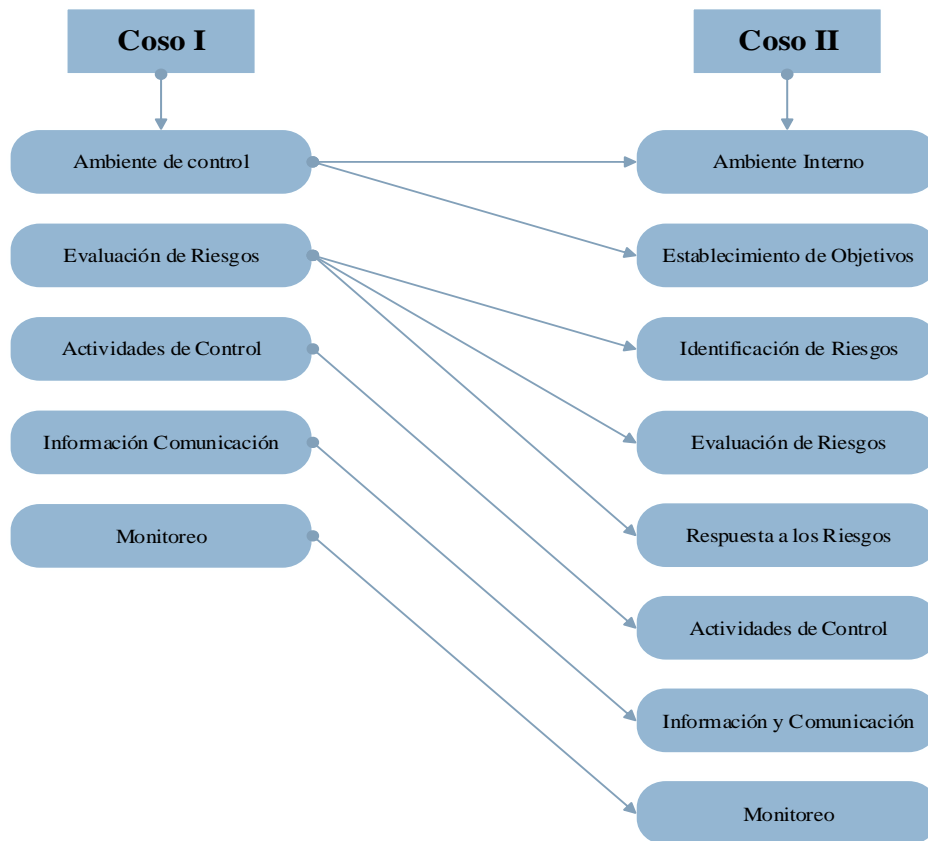 Coso I
Coso II
Ambiente de control
Ambiente Interno
Evaluación de Riesgos
Establecimiento de Objetivos
Actividades de Control
Identificación de Riesgos
Información Comunicación
Evaluación de Riesgos
Monitoreo
Respuesta a los Riesgos
Actividades de Control
Información y Comunicación
Monitoreo